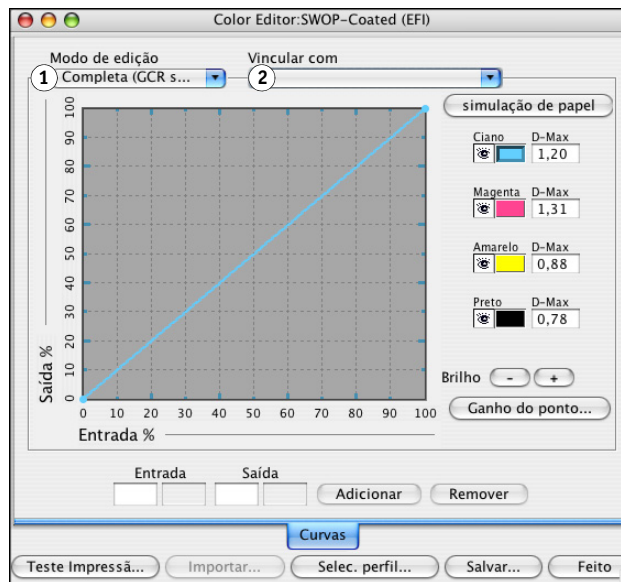 Color Editor:SWOP-Coated (EFI)
Modo de edição Vincular com
1 Completa (GCR s... 2
simulação de papel
100
90
80
70
60
50
40
30
20
10
0
Saída %
0 10 20 30 40 50 60 70 80 90 100
Entrada %
Ciano D-Max
1,20
Magenta D-Max
1,31
Amarelo D-Max
0,88
Preto D-Max
0,78
Brilho - +
Ganho do ponto...
Entrada Saída
Adicionar Remover
Curvas
Teste Impressã... Importar... Selec. perfil... Salvar... Feito